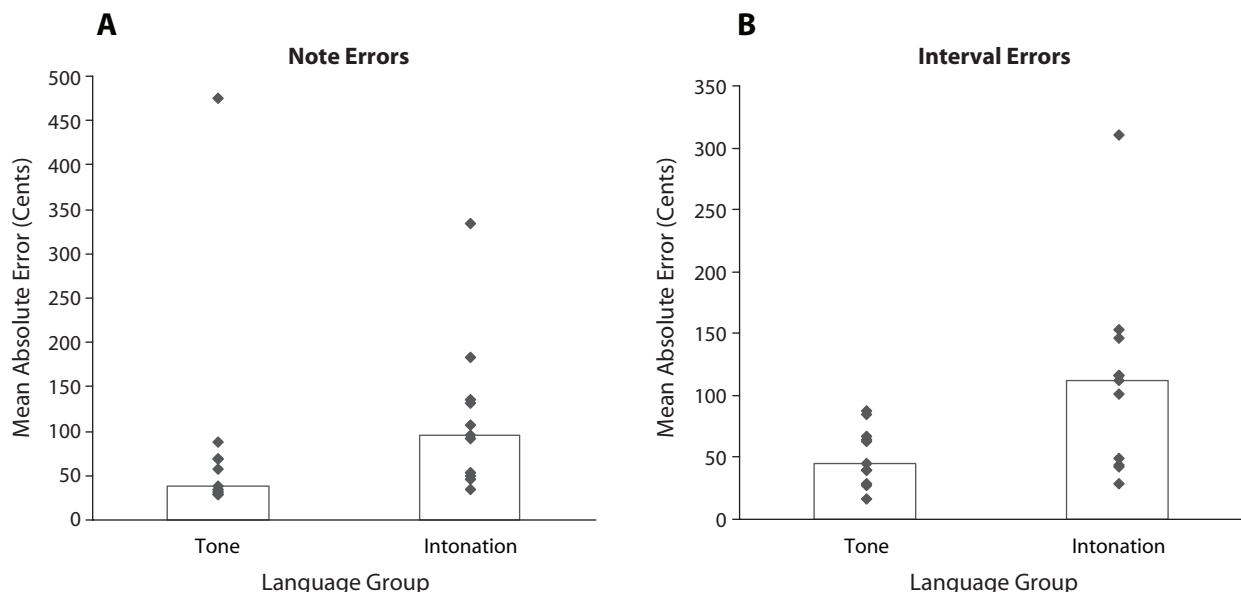 A
Note Errors
Mean Absolute Error (Cents)
500
450
400
350
300
250
200
150
100
50
0
Tone
Intonation
Language Group
B
Interval Errors
Mean Absolute Error (Cents)
350
300
250
200
150
100
50
0
Tone
Intonation
Language Group